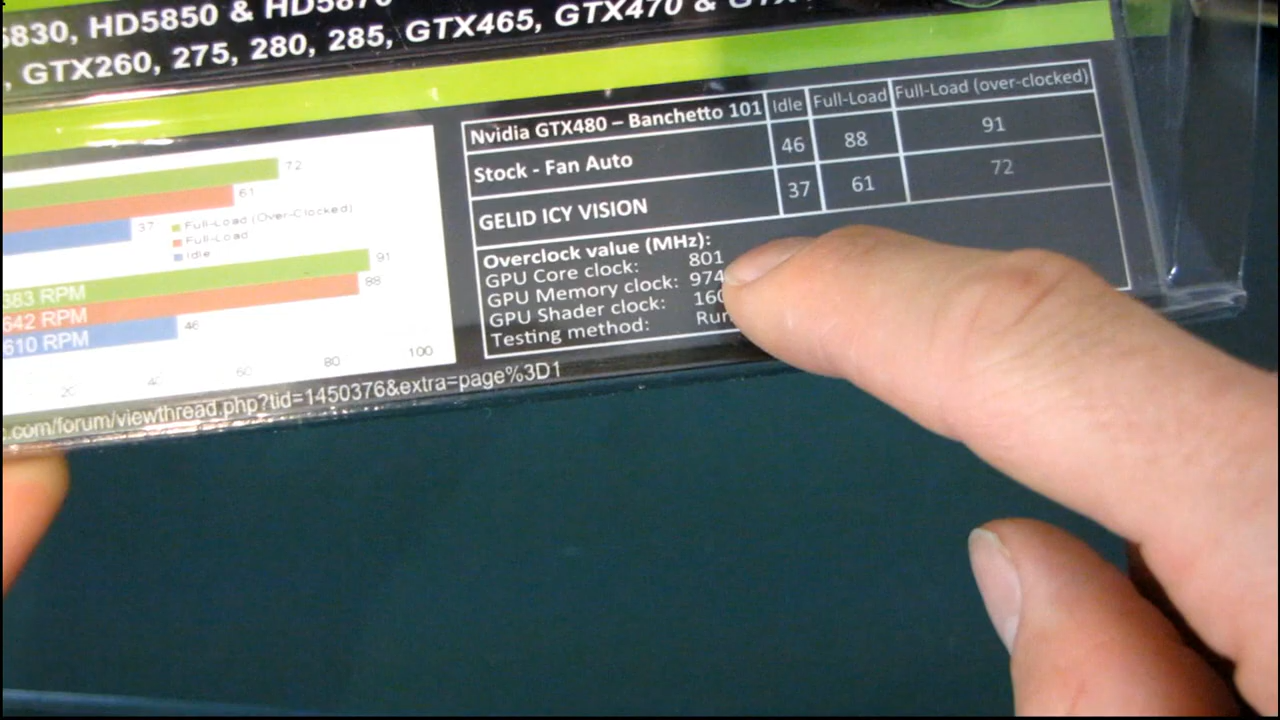 5830, HD5850 & HD5870
, GTX260, 275, 280, 285, GTX465, GTX470 &
72
61
37
Full-Load (Over-Clocked)
Full-Load
Idle
91
88
46
883 RPM
642 RPM
610 RPM
20 40 60 80 100
Nvidia GTX480 – Banchetto 101 Idle Full-Load Full-Load (over-clocked)
Stock - Fan Auto 46 88 91
GELID ICY VISION 37 61 72
Overclock value (MHz):
GPU Core clock: 801
GPU Memory clock: 974
GPU Shader clock: 160
Testing method: Run
.com/forum/viewthread.php?tid=1450376&extra=page%3D1